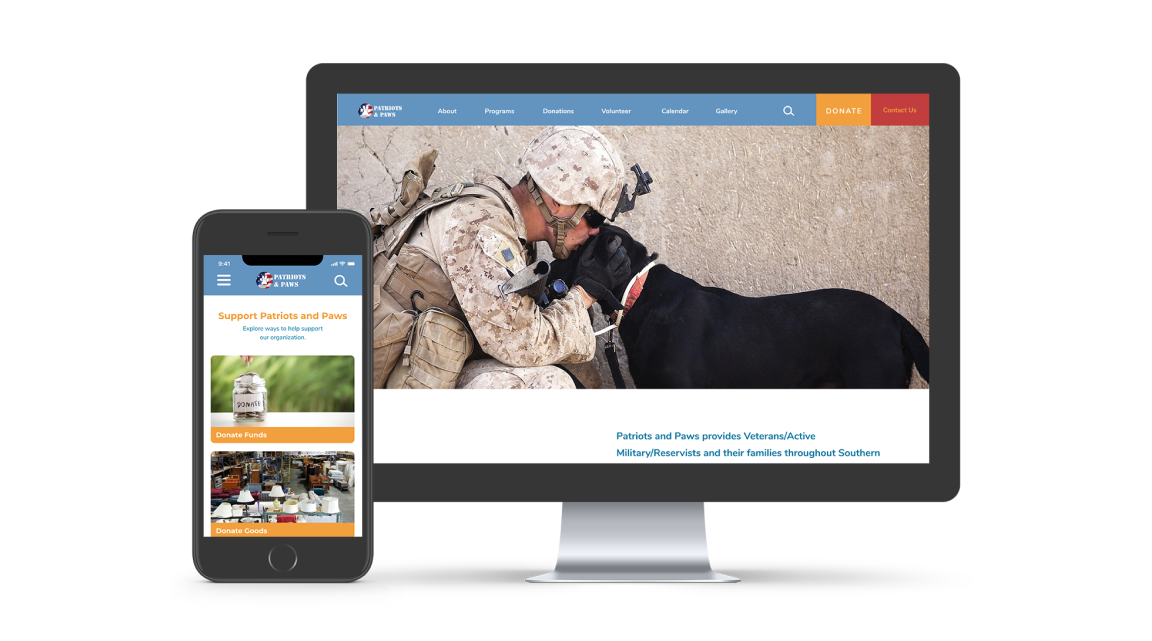 PATRIOTS
& PAWS
About
Programs
Donations
Volunteer
Calendar
Gallery
DONATE
Contact Us
Patriots and Paws provides Veterans/Active
Military/Reservists and their families throughout Southern
9:41
PATRIOTS
& PAWS
Support Patriots and Paws
Explore ways to help support
our organization.
DONATE
Donate Funds
Donate Goods